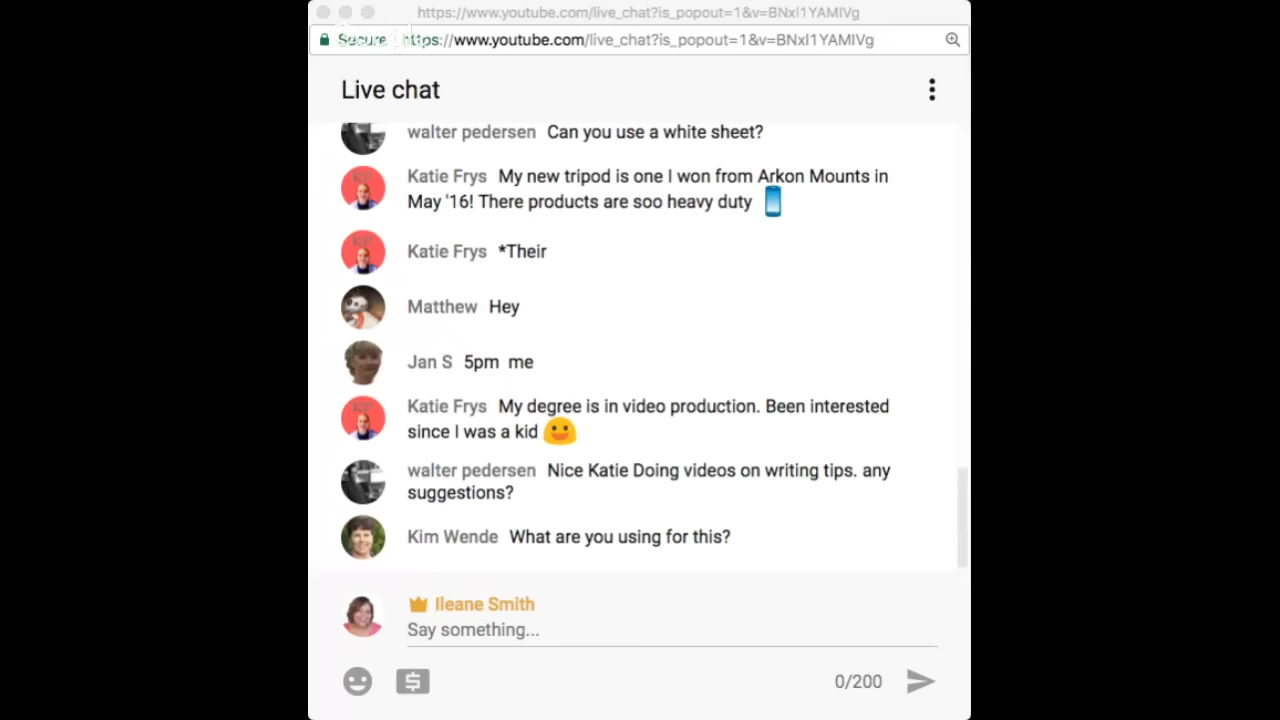 https://www.youtube.com/live_chat?is_popout=1&v=BNxl1YAMlVg
Secure https://www.youtube.com/live_chat?is_popout=1&v=BNxl1YAMlVg
Live chat
walter pedersen Can you use a white sheet?
Katie Frys My new tripod is one I won from Arkon Mounts in
May '16! There products are soo heavy duty
Katie Frys *Their
Matthew Hey
Jan S 5pm me
Katie Frys My degree is in video production. Been interested
since I was a kid
walter pedersen Nice Katie Doing videos on writing tips. any
suggestions?
Kim Wende What are you using for this?
Ileane Smith
Say something...
0/200